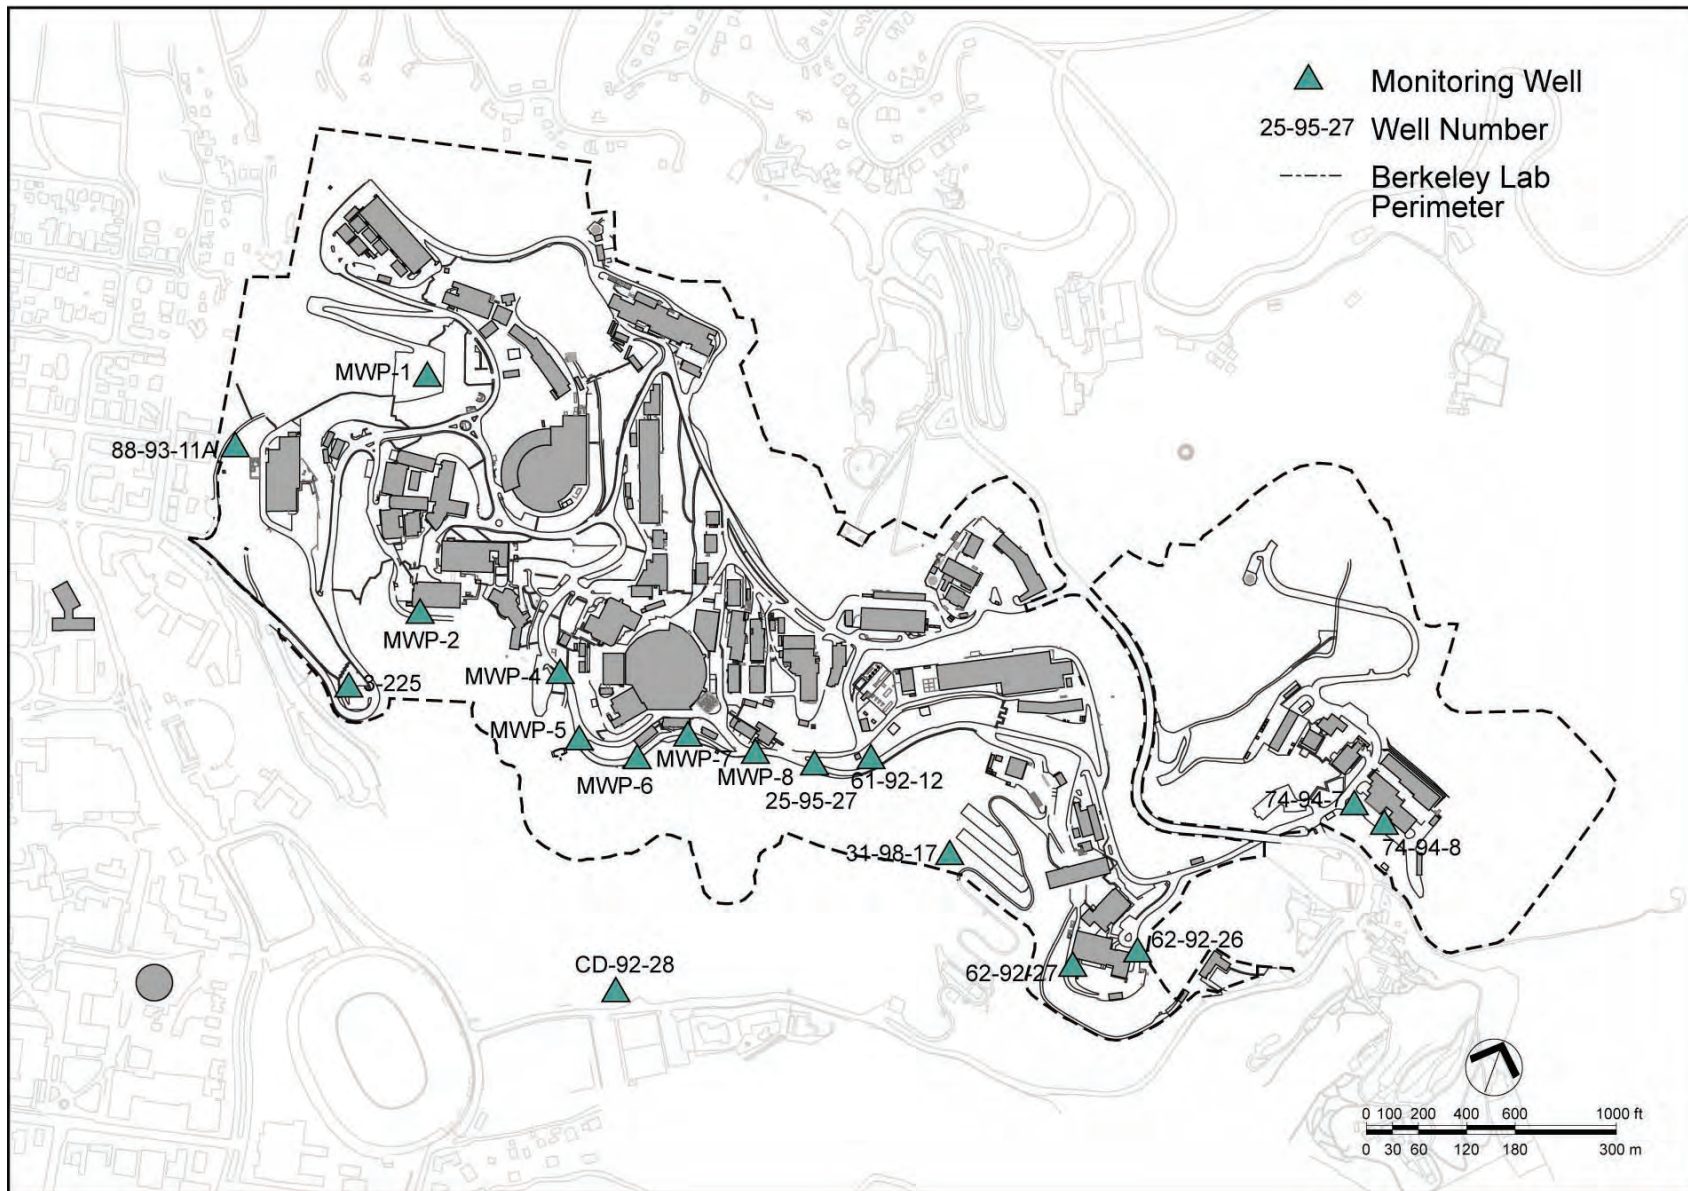 Monitoring Well
25-95-27 Well Number
Berkeley Lab
Perimeter
MWP-1
88-93-11A
MWP-2
3-225
MWP-4
MWP-5
MWP-6
MWP-7
MWP-8
25-95-27
61-92-12
31-98-17
74-94-7
74-94-8
62-92-26
62-92-27
CD-92-28
0 100 200 400 600 1000 ft
0 30 60 120 180 300 m